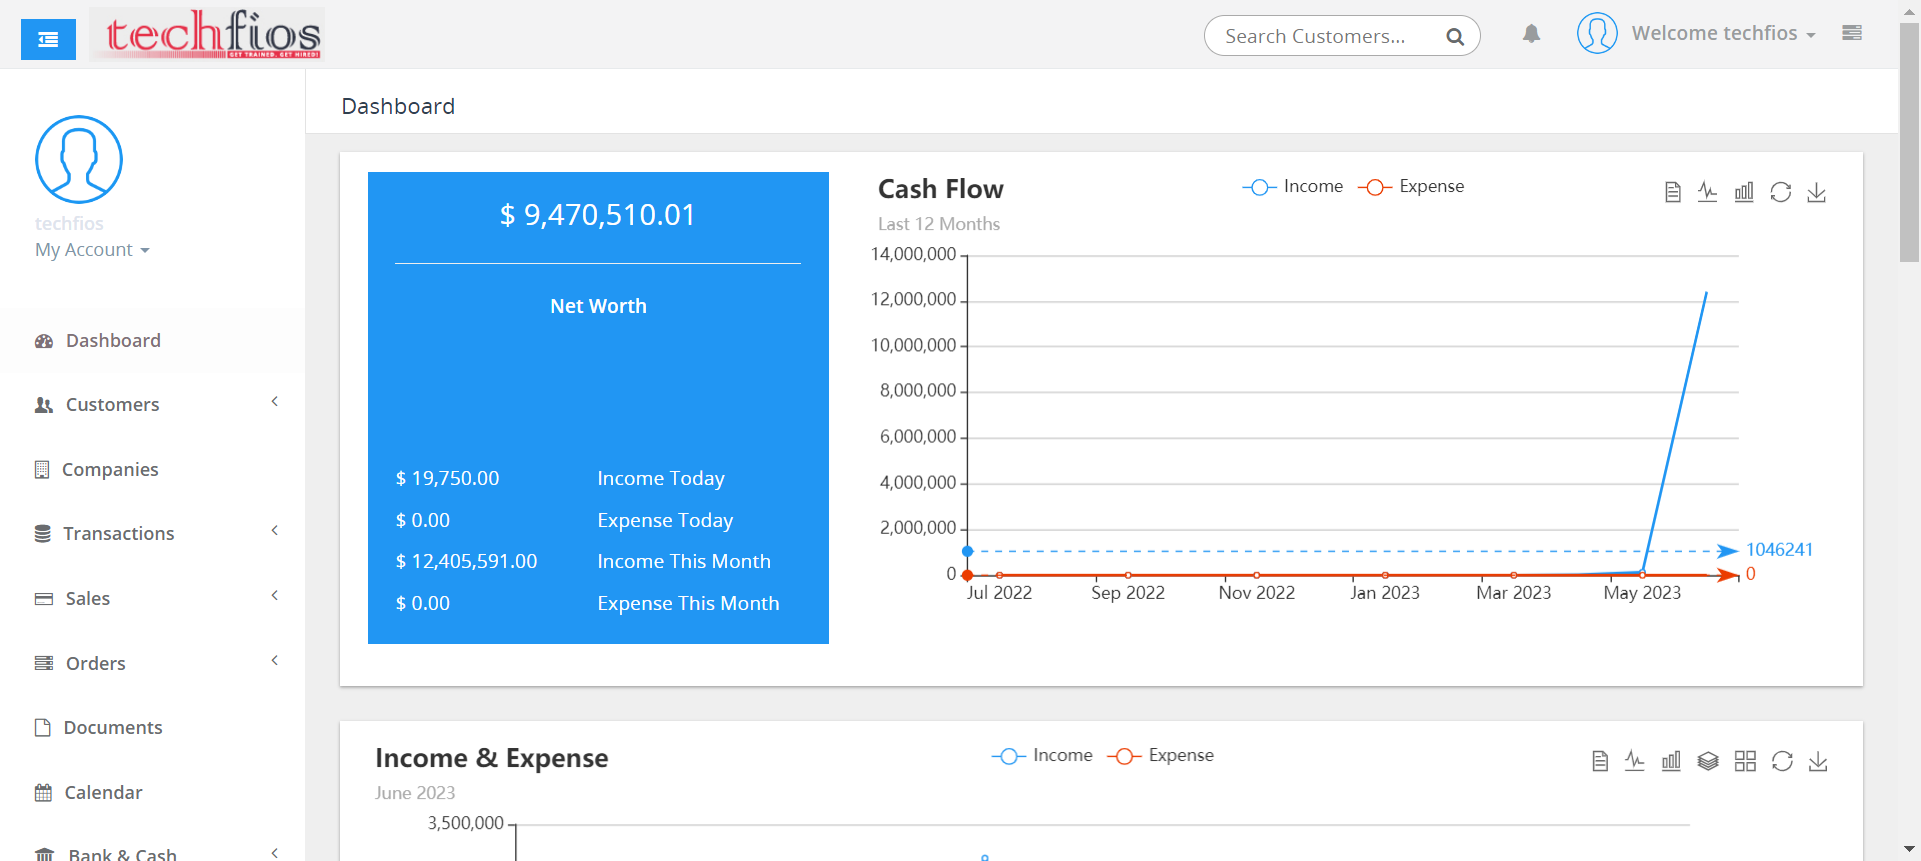 techfios
GET TRAINED. GET HIRED!
Search Customers...
Welcome techfios
techfios
My Account
Dashboard
Customers
Companies
Transactions
Sales
Orders
Documents
Calendar
Bank & Cash
Dashboard
$ 9,470,510.01
Net Worth
$ 19,750.00 Income Today
$ 0.00 Expense Today
$ 12,405,591.00 Income This Month
$ 0.00 Expense This Month
Cash Flow
Last 12 Months
Income Expense
14,000,000
12,000,000
10,000,000
8,000,000
6,000,000
4,000,000
2,000,000
1046241
0
0
Jul 2022 Sep 2022 Nov 2022 Jan 2023 Mar 2023 May 2023
Income & Expense
June 2023
Income Expense
3,500,000